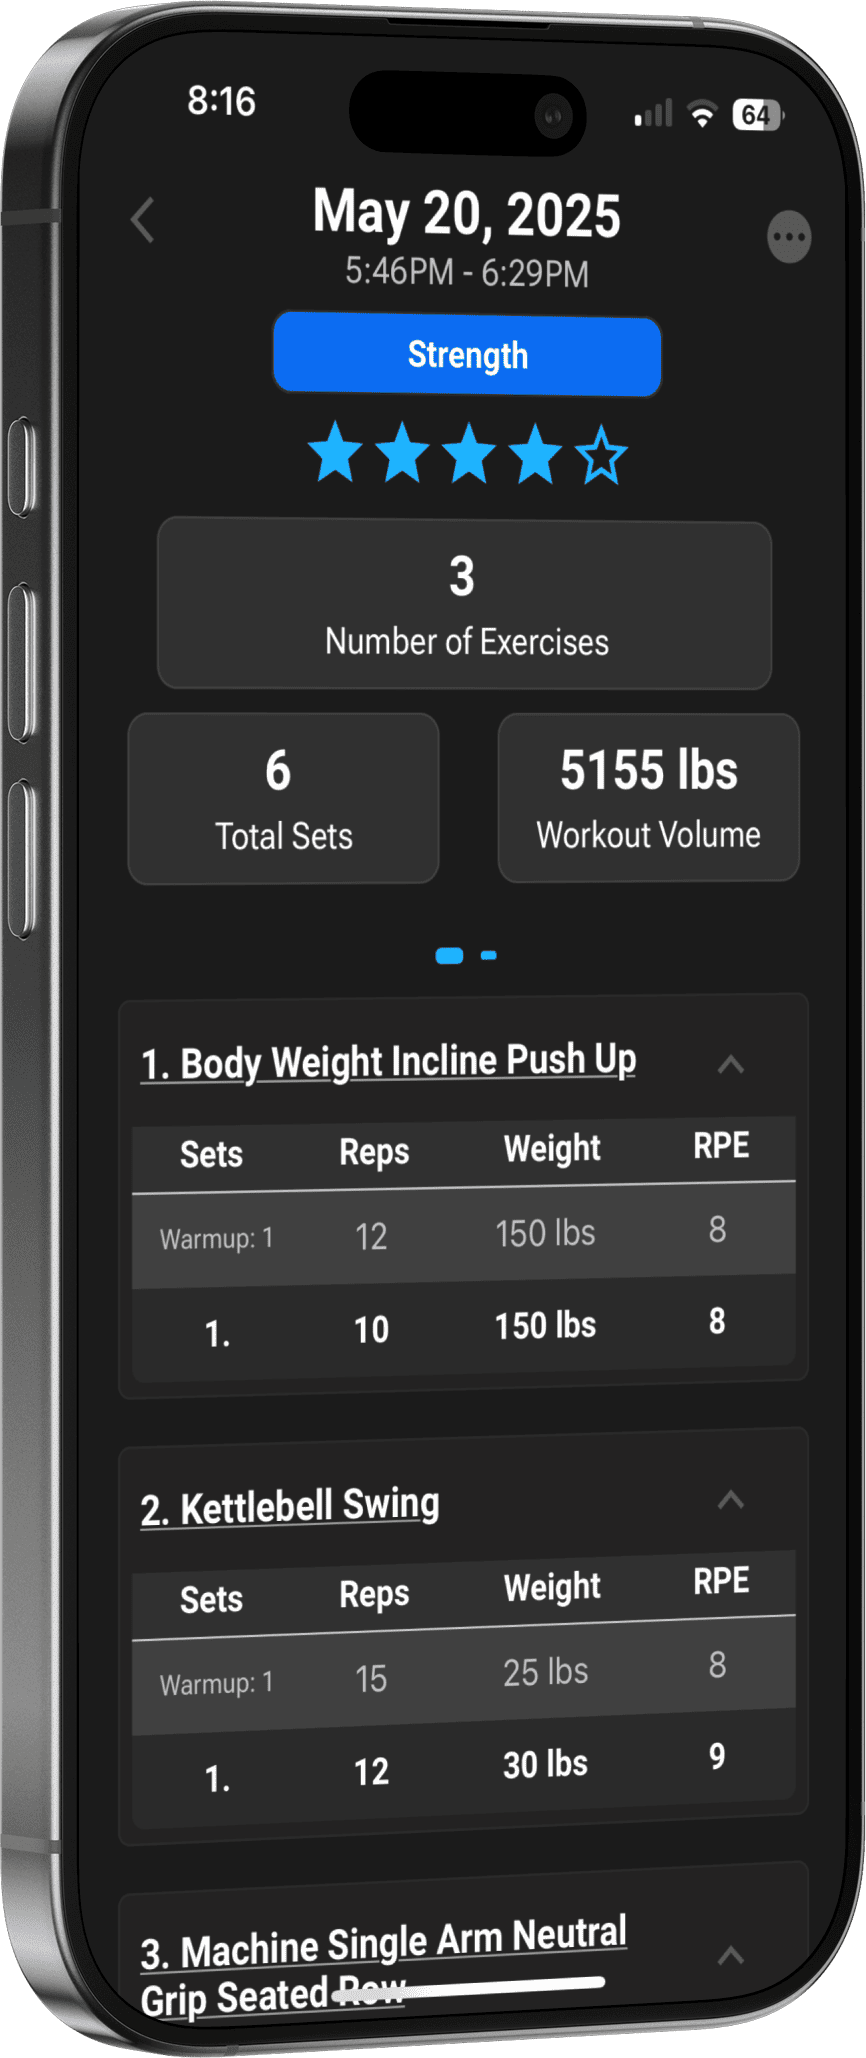 8:16
64
May 20, 2025
5:46PM - 6:29PM
Strength
3
Number of Exercises
6
Total Sets
5155 lbs
Workout Volume
1. Body Weight Incline Push Up
Sets Reps Weight RPE
Warmup: 1 12 150 lbs 8
1. 10 150 lbs 8
2. Kettlebell Swing
Sets Reps Weight RPE
Warmup: 1 15 25 lbs 8
1. 12 30 lbs 9
3. Machine Single Arm Neutral
Grip Seated Row